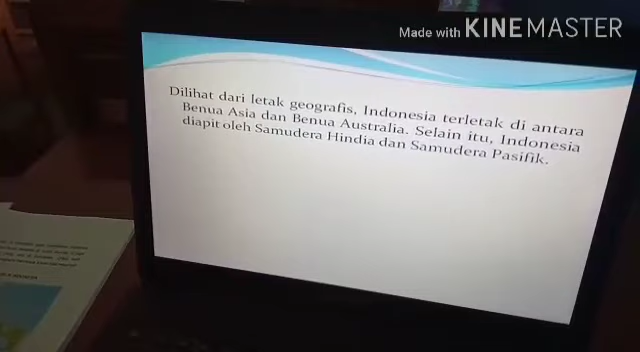 Made with KINEMASTER
Dilihat dari letak geografis, Indonesia terletak di antara
Benua Asia dan Benua Australia. Selain itu, Indonesia
diapit oleh Samudera Hindia dan Samudera Pasifik.